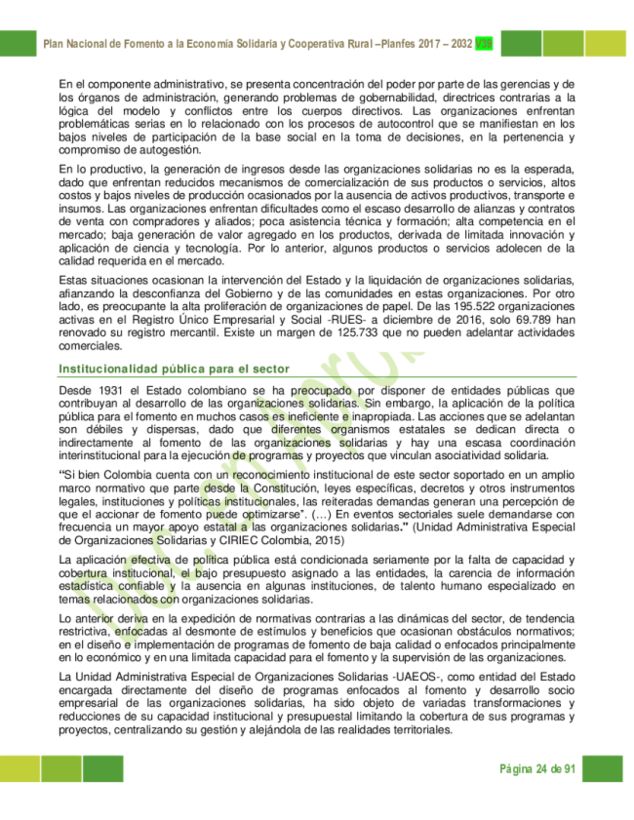 Plan Nacional de Fomento a la Economía Solidaria y Cooperativa Rural –Planfes 2017 – 2032 V39
En el componente administrativo, se presenta concentración del poder por parte de las gerencias y de
los órganos de administración, generando problemas de gobernabilidad, directrices contrarias a la
lógica del modelo y conflictos entre los cuerpos directivos. Las organizaciones enfrentan
problemáticas serias en lo relacionado con los procesos de autocontrol que se manifiestan en los
bajos niveles de participación de la base social en la toma de decisiones, en la pertenencia y
compromiso de autogestión.
En lo productivo, la generación de ingresos desde las organizaciones solidarias no es la esperada,
dado que enfrentan reducidos mecanismos de comercialización de sus productos o servicios, altos
costos y bajos niveles de producción ocasionados por la ausencia de activos productivos, transporte e
insumos. Las organizaciones enfrentan dificultades como el escaso desarrollo de alianzas y contratos
de venta con compradores y aliados; poca asistencia técnica y formación; alta competencia en el
mercado; baja generación de valor agregado en los productos, derivada de limitada innovación y
aplicación de ciencia y tecnología. Por lo anterior, algunos productos o servicios adolecen de la
calidad requerida en el mercado.
Estas situaciones ocasionan la intervención del Estado y la liquidación de organizaciones solidarias,
afianzando la desconfianza del Gobierno y de las comunidades en estas organizaciones. Por otro
lado, es preocupante la alta proliferación de organizaciones de papel. De las 195.522 organizaciones
activas en el Registro Único Empresarial y Social -RUES- a diciembre de 2016, solo 69.789 han
renovado su registro mercantil. Existe un margen de 125.733 que no pueden adelantar actividades
comerciales.
Institucionalidad pública para el sector
Desde 1931 el Estado colombiano se ha preocupado por disponer de entidades públicas que
contribuyan al desarrollo de las organizaciones solidarias. Sin embargo, la aplicación de la política
pública para el fomento en muchos casos es ineficiente e inapropiada. Las acciones que se adelantan
son débiles y dispersas, dado que diferentes organismos estatales se dedican directa o
indirectamente al fomento de las organizaciones solidarias y hay una escasa coordinación
interinstitucional para la ejecución de programas y proyectos que vinculan asociatividad solidaria.
“Si bien Colombia cuenta con un reconocimiento institucional de este sector soportado en un amplio
marco normativo que parte desde la Constitución, leyes específicas, decretos y otros instrumentos
legales, instituciones y políticas institucionales, las reiteradas demandas generan una percepción de
que el accionar de fomento puede optimizarse”. (…) En eventos sectoriales suele demandarse con
frecuencia un mayor apoyo estatal a las organizaciones solidarias.” (Unidad Administrativa Especial
de Organizaciones Solidarias y CIRIEC Colombia, 2015)
La aplicación efectiva de política pública está condicionada seriamente por la falta de capacidad y
cobertura institucional, el bajo presupuesto asignado a las entidades, la carencia de información
estadística confiable y la ausencia en algunas instituciones, de talento humano especializado en
temas relacionados con organizaciones solidarias.
Lo anterior deriva en la expedición de normativas contrarias a las dinámicas del sector, de tendencia
restrictiva, enfocadas al desmonte de estímulos y beneficios que ocasionan obstáculos normativos;
en el diseño e implementación de programas de fomento de baja calidad o enfocados principalmente
en lo económico y en una limitada capacidad para el fomento y la supervisión de las organizaciones.
La Unidad Administrativa Especial de Organizaciones Solidarias -UAEOS-, como entidad del Estado
encargada directamente del diseño de programas enfocados al fomento y desarrollo socio
empresarial de las organizaciones solidarias, ha sido objeto de variadas transformaciones y
reducciones de su capacidad institucional y presupuestal limitando la cobertura de sus programas y
proyectos, centralizando su gestión y alejándola de las realidades territoriales.
Página 24 de 91